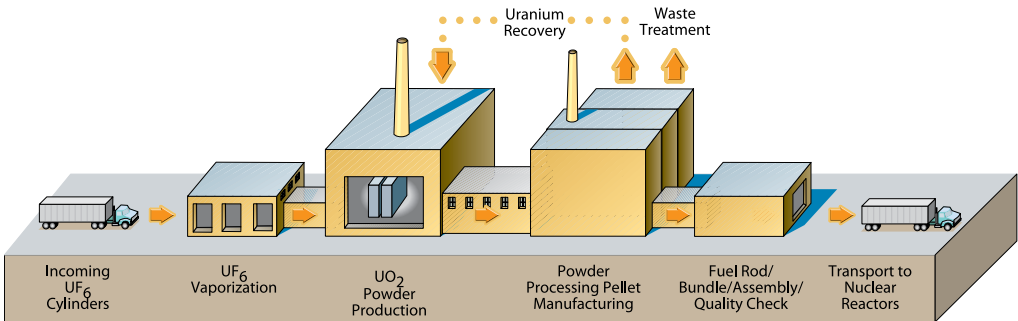 Uranium
Recovery
Waste
Treatment
Incoming
UF6
Cylinders
UF6
Vaporization
UO2
Powder
Production
Powder
Processing Pellet
Manufacturing
Fuel Rod/
Bundle/Assembly/
Quality Check
Transport to
Nuclear
Reactors